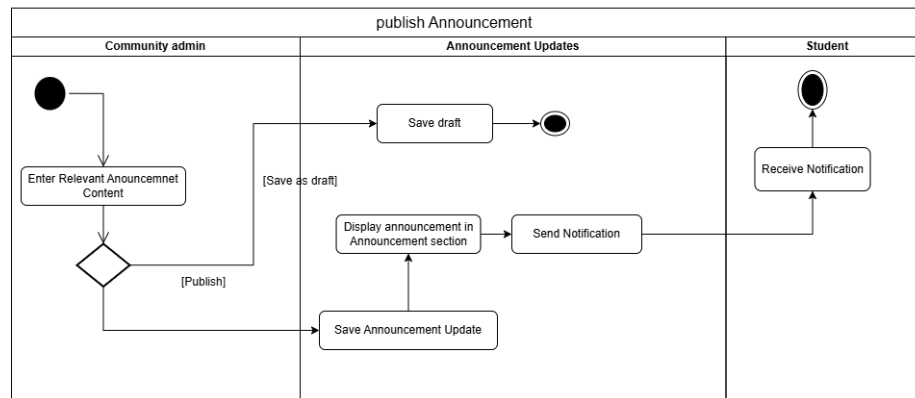 publish Announcement
Community admin
Announcement Updates
Student
Save draft
Enter Relevant Anouncemnet
Content
[Save as draft]
Receive Notification
Display announcement in
Announcement section
Send Notification
[Publish]
Save Announcement Update